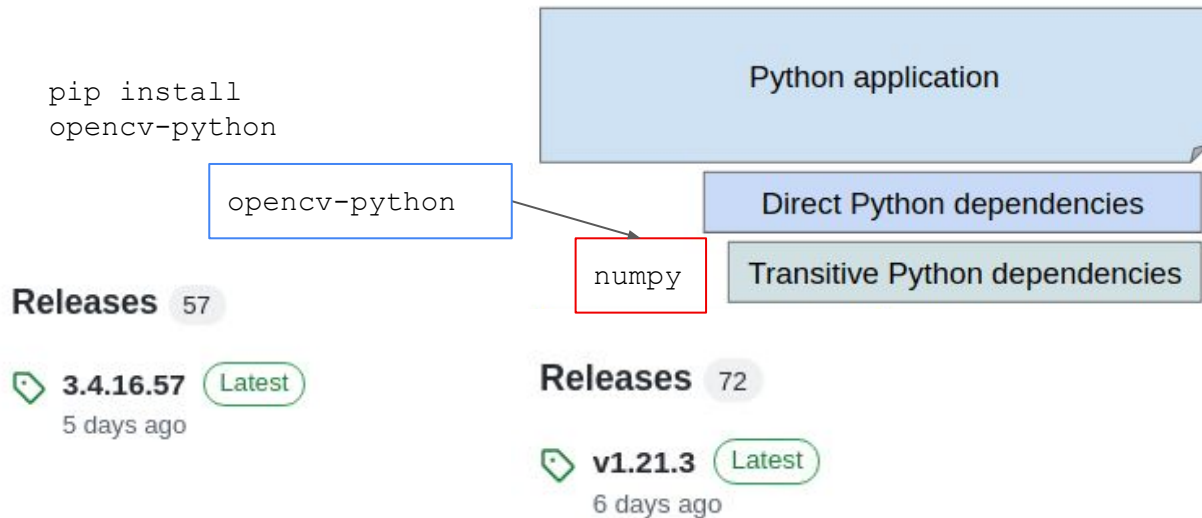 pip install
opencv-python
Python application
opencv-python
Direct Python dependencies
numpy
Transitive Python dependencies
Releases 57
3.4.16.57 Latest
5 days ago
Releases 72
v1.21.3 Latest
6 days ago